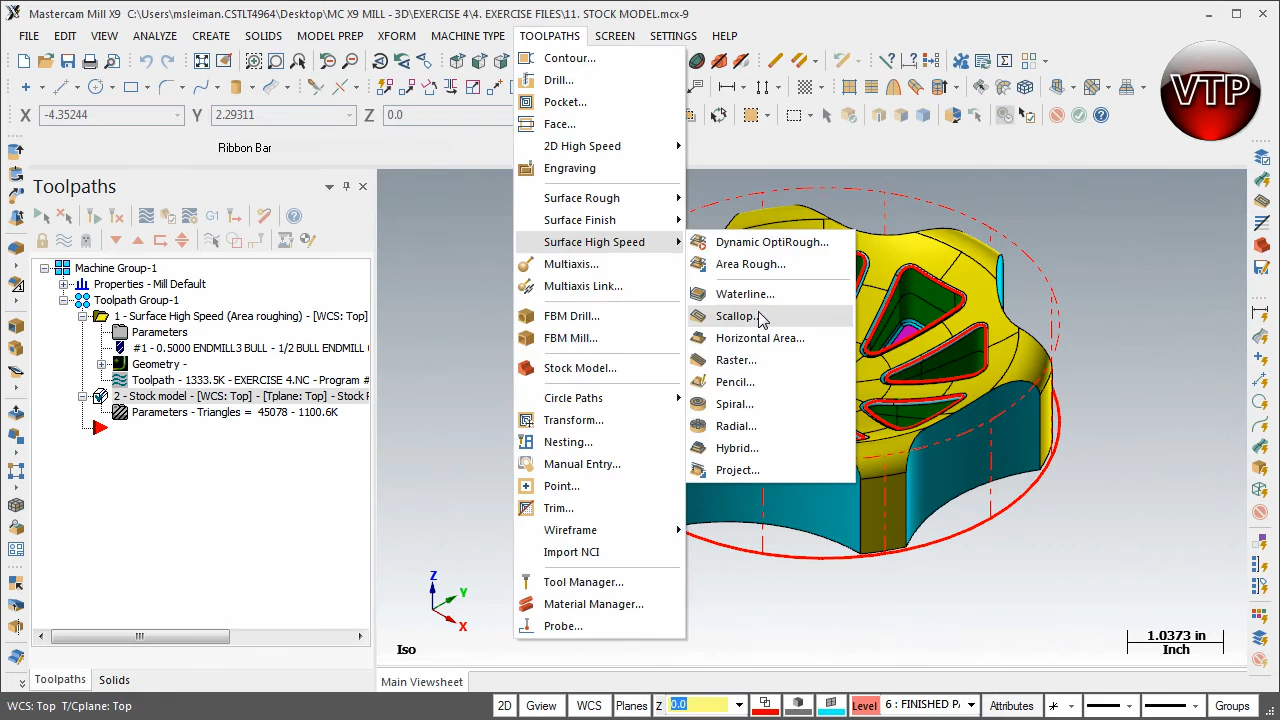 Mastercam Mill X9 C:\Users\msleiman.CSTLT4964\Desktop\MC X9 MILL - 3D\EXERCISE 4\4. EXERCISE FILES\11. STOCK MODEL.mcx-9
FILE EDIT VIEW ANALYZE CREATE SOLIDS MODEL PREP XFORM MACHINE TYPE TOOLPATHS SCREEN SETTINGS HELP
X -4.35244 Y 2.29311 Z 0.0
VTP
Ribbon Bar
Toolpaths
G1
Machine Group-1
Properties - Mill Default
Toolpath Group-1
1 - Surface High Speed (Area roughing) - [WCS: Top]
Parameters
#1 - 0.5000 ENDMILL3 BULL - 1/2 BULL ENDMILL
Geometry -
Toolpath - 1333.5K - EXERCISE 4.NC - Program #
2 - Stock model - [WCS: Top] - [Tplane: Top] - Stock
Parameters - Triangles = 45078 - 1100.6K
Contour...
Drill...
Pocket...
Face...
2D High Speed
Engraving
Surface Rough
Surface Finish
Surface High Speed
Multiaxis...
Multiaxis Link...
FBM Drill...
FBM Mill...
Stock Model...
Circle Paths
Transform...
Nesting...
Manual Entry...
Point...
Trim...
Wireframe
Import NCI
Tool Manager...
Material Manager...
Probe...
Dynamic OptiRough...
Area Rough...
Waterline...
Scallop...
Horizontal Area...
Raster...
Pencil...
Spiral...
Radial...
Hybrid...
Project...
Z
Y
X
Iso
1.0373 in
Inch
Toolpaths Solids
Main Viewsheet
WCS: Top T/Cplane: Top
2D Gview WCS Planes Z 0.0 Level 6 : FINISHED PA Attributes Groups